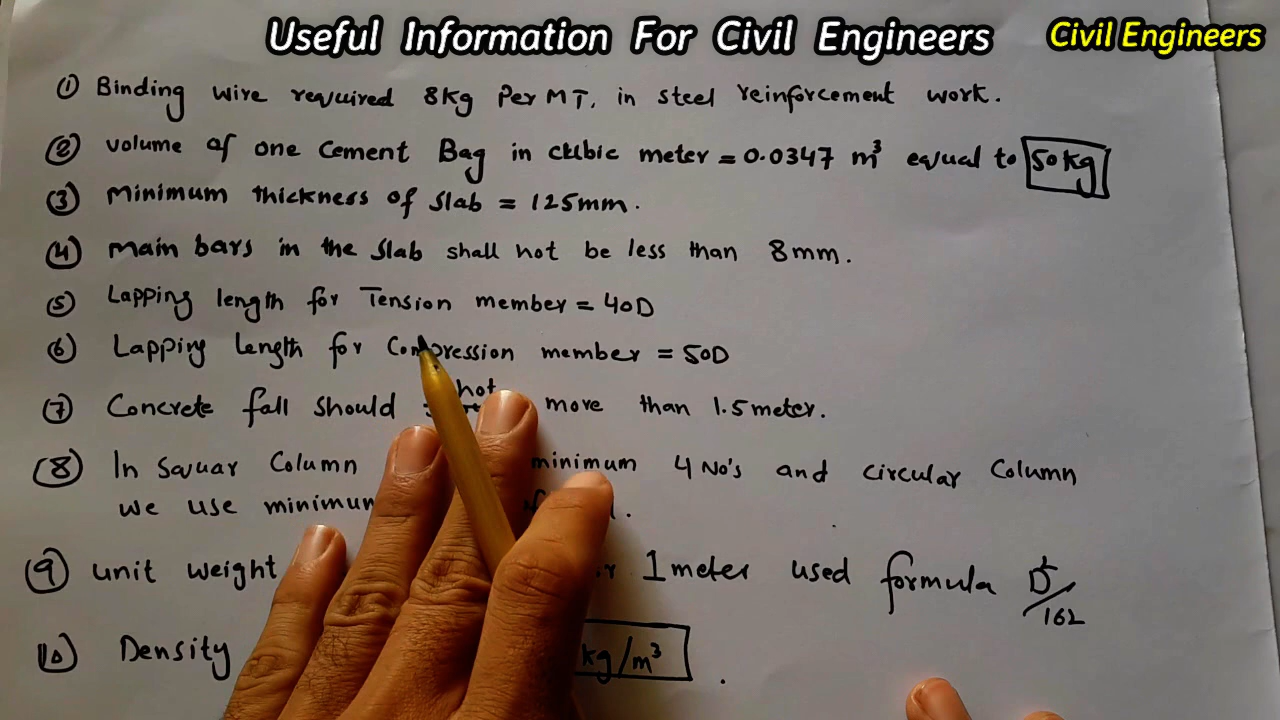 Useful Information For Civil Engineers
Civil Engineers
① Binding wire required 8Kg Per MT, in steel reinforcement work.
② volume of one Cement Bag in cubic meter = 0.0347 m³ equal to 50kg
③ Minimum thickness of slab = 125mm.
④ main bars in the slab shall not be less than 8mm.
⑤ Lapping length for Tension member = 40D
⑥ Lapping length for Compression member = 50D
⑦ Concrete fall should not more than 1.5 meter.
⑧ In Squar Column minimum 4 No's and circular Column
we use minimum
⑨ unit weight 1 meter used formula D²/162
⑩ Density kg/m³